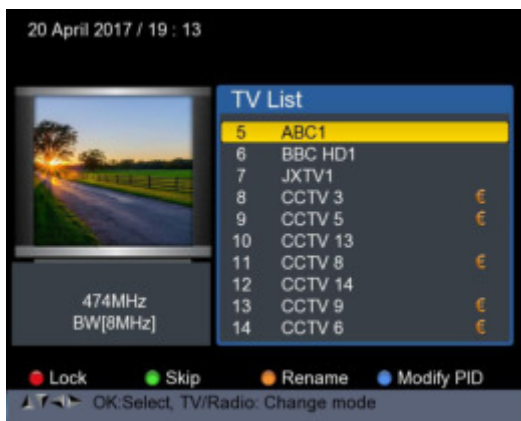 20 April 2017 / 19 : 13
TV List
5 ABC1
6 BBC HD1
7 JXTV1
8 CCTV 3 €
9 CCTV 5 €
10 CCTV 13
11 CCTV 8 €
12 CCTV 14
13 CCTV 9 €
14 CCTV 6 €
474MHz
BW[8MHz]
Lock Skip Rename Modify PID
OK:Select, TV/Radio: Change mode